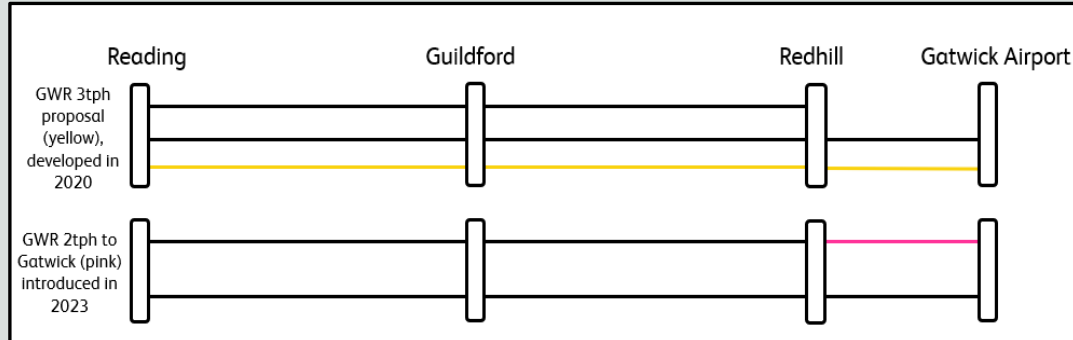 Reading
Guildford
Redhill
Gatwick Airport
GWR 3tph
proposal
(yellow),
developed in
2020
GWR 2tph to
Gatwick (pink)
introduced in
2023